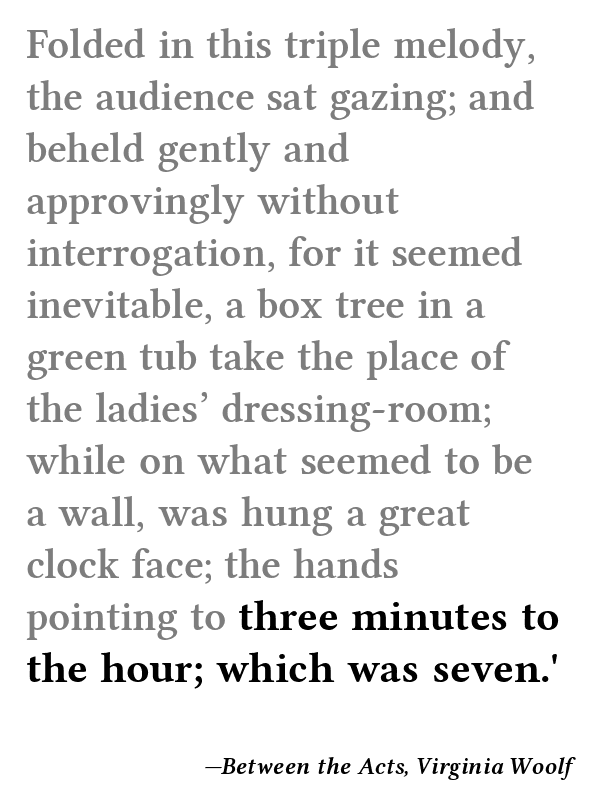 Folded in this triple melody,
the audience sat gazing; and
beheld gently and
approvingly without
interrogation, for it seemed
inevitable, a box tree in a
green tub take the place of
the ladies’ dressing-room;
while on what seemed to be
a wall, was hung a great
clock face; the hands
pointing to three minutes to
the hour; which was seven.'
—Between the Acts, Virginia Woolf